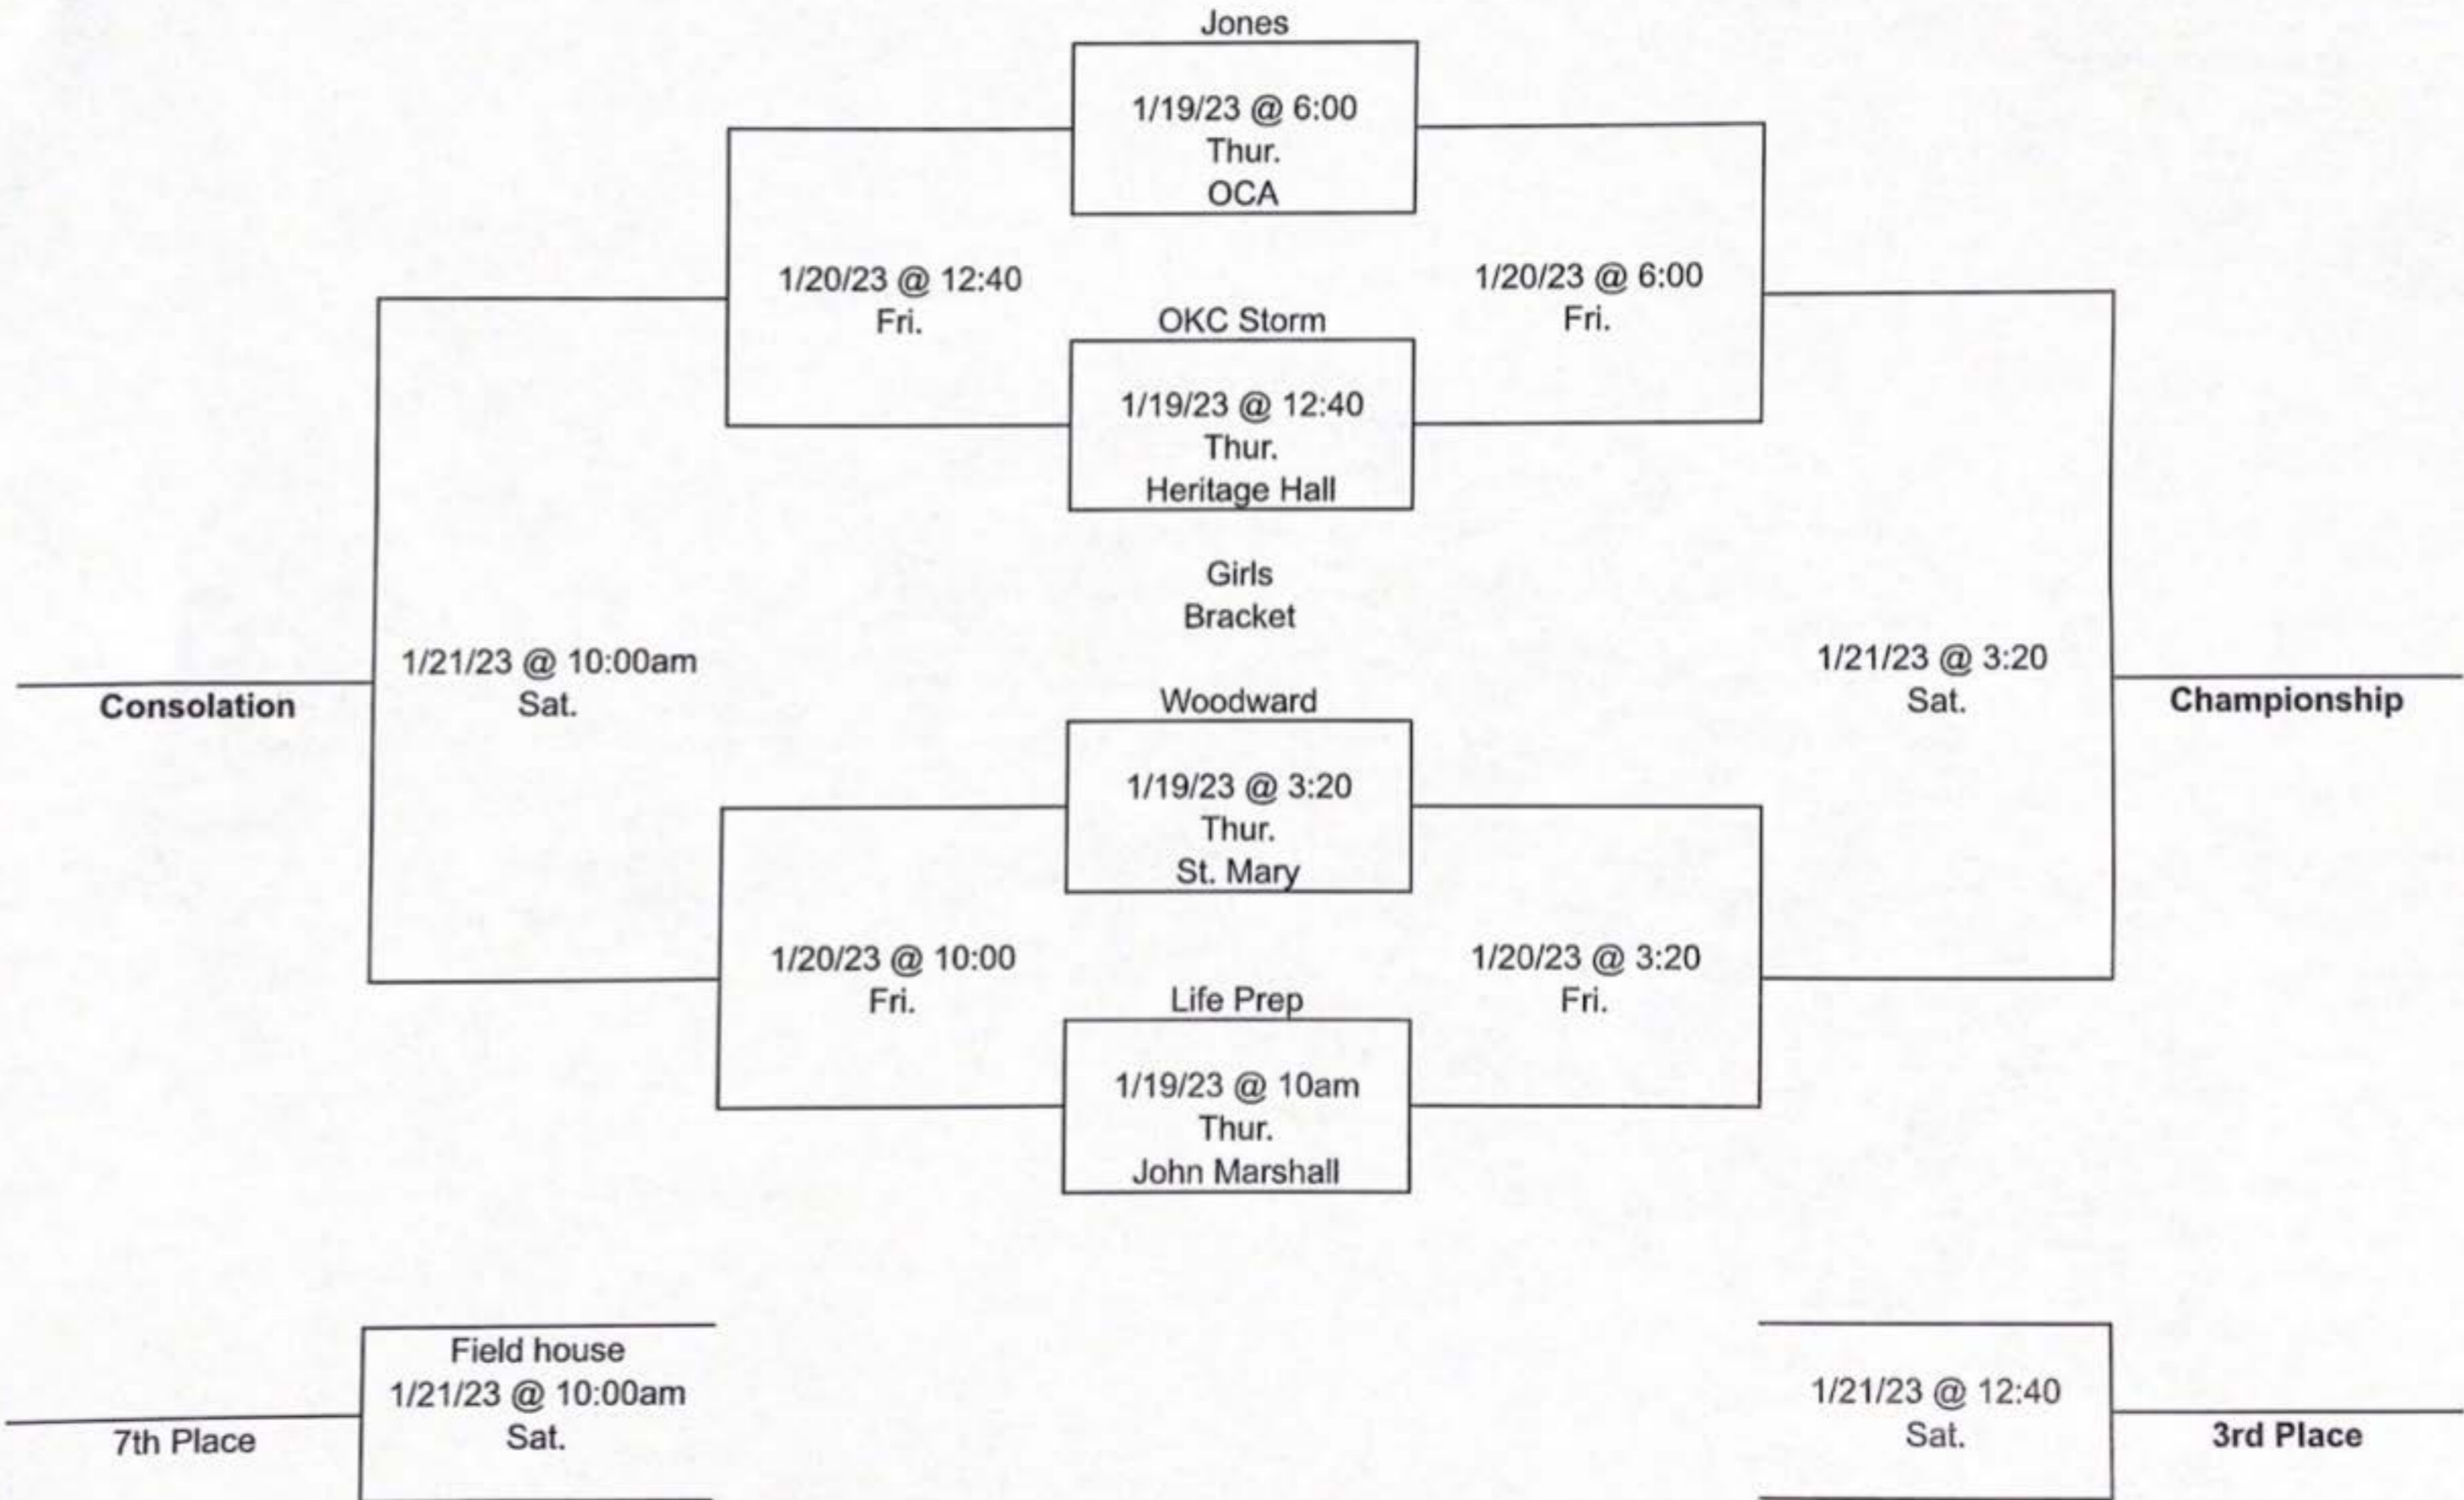 Jones
1/19/23 @ 6:00
Thur.
OCA
1/20/23 @ 12:40
Fri.
1/20/23 @ 6:00
Fri.
OKC Storm
1/19/23 @ 12:40
Thur.
Heritage Hall
Girls
Bracket
1/21/23 @ 10:00am
Sat.
Consolation
1/21/23 @ 3:20
Sat.
Championship
Woodward
1/19/23 @ 3:20
Thur.
St. Mary
1/20/23 @ 10:00
Fri.
1/20/23 @ 3:20
Fri.
Life Prep
1/19/23 @ 10am
Thur.
John Marshall
Field house
1/21/23 @ 10:00am
Sat.
7th Place
1/21/23 @ 12:40
Sat.
3rd Place